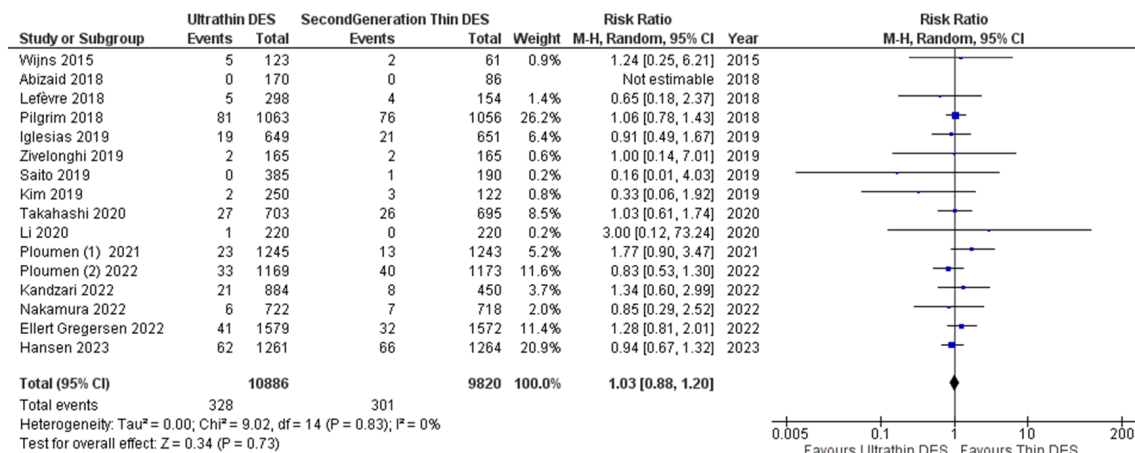 Ultrathin DES SecondGeneration Thin DES Risk Ratio Risk Ratio
Study or Subgroup Events Total Events Total Weight M-H, Random, 95% CI Year M-H, Random, 95% CI
Wijns 2015 5 123 2 61 0.9% 1.24 [0.25, 6.21] 2015
Abizaid 2018 0 170 0 86 Not estimable 2018
Lefèvre 2018 5 298 4 154 1.4% 0.65 [0.18, 2.37] 2018
Pilgrim 2018 81 1063 76 1056 26.2% 1.06 [0.78, 1.43] 2018
Iglesias 2019 19 649 21 651 6.4% 0.91 [0.49, 1.67] 2019
Zivelonghi 2019 2 165 2 165 0.6% 1.00 [0.14, 7.01] 2019
Saito 2019 0 385 1 190 0.2% 0.16 [0.01, 4.03] 2019
Kim 2019 2 250 3 122 0.8% 0.33 [0.06, 1.92] 2019
Takahashi 2020 27 703 26 695 8.5% 1.03 [0.61, 1.74] 2020
Li 2020 1 220 0 220 0.2% 3.00 [0.12, 73.24] 2020
Ploumen (1) 2021 23 1245 13 1243 5.2% 1.77 [0.90, 3.47] 2021
Ploumen (2) 2022 33 1169 40 1173 11.6% 0.83 [0.53, 1.30] 2022
Kandzari 2022 21 884 8 450 3.7% 1.34 [0.60, 2.99] 2022
Nakamura 2022 6 722 7 718 2.0% 0.85 [0.29, 2.52] 2022
Ellert Gregersen 2022 41 1579 32 1572 11.4% 1.28 [0.81, 2.01] 2022
Hansen 2023 62 1261 66 1264 20.9% 0.94 [0.67, 1.32] 2023
Total (95% CI) 10886 9820 100.0% 1.03 [0.88, 1.20]
Total events 328 301
Heterogeneity: Tau² = 0.00; Chi² = 9.02, df = 14 (P = 0.83); I² = 0%
Test for overall effect: Z = 0.34 (P = 0.73)
0.005 0.1 1 10 200
Favours Ultrathin DES Favours Thin DES